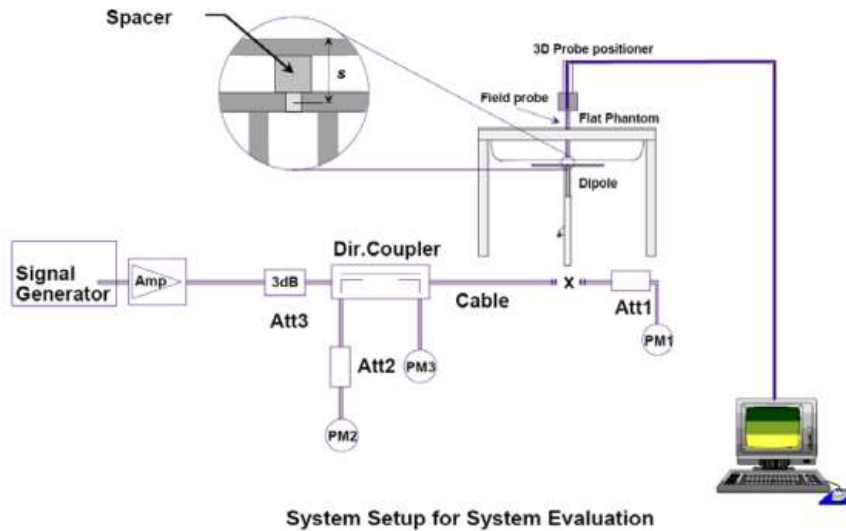 Spacer
s
3D Probe positioner
Field probe
Flat Phantom
Dipole
Signal
Generator
Amp
3dB
Att3
Dir.Coupler
Cable
X
Att1
PM1
Att2
PM3
PM2
System Setup for System Evaluation